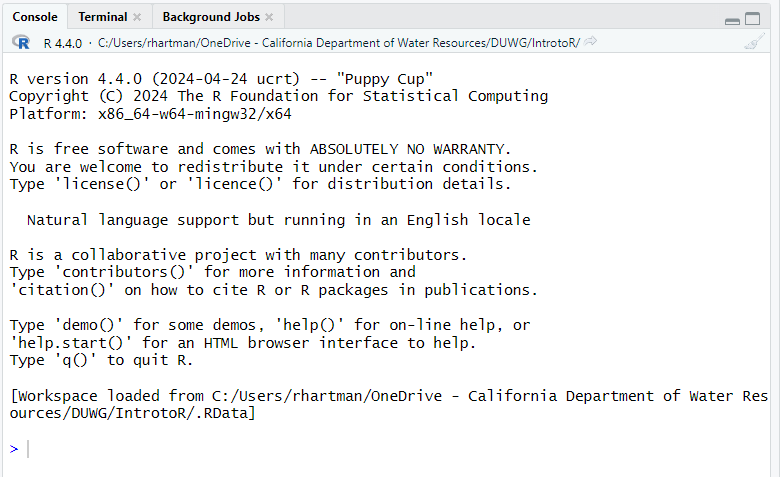 Console Terminal Background Jobs
R R 4.4.0 · C:/Users/rhartman/OneDrive - California Department of Water Resources/DUWG/IntrotoR/
R version 4.4.0 (2024-04-24 ucrt) -- "Puppy Cup"
Copyright (C) 2024 The R Foundation for Statistical Computing
Platform: x86_64-w64-mingw32/x64
R is free software and comes with ABSOLUTELY NO WARRANTY.
You are welcome to redistribute it under certain conditions.
Type 'license()' or 'licence()' for distribution details.
Natural language support but running in an English locale
R is a collaborative project with many contributors.
Type 'contributors()' for more information and
'citation()' on how to cite R or R packages in publications.
Type 'demo()' for some demos, 'help()' for on-line help, or
'help.start()' for an HTML browser interface to help.
Type 'q()' to quit R.
[Workspace loaded from C:/Users/rhartman/OneDrive - California Department of Water Res
ources/DUWG/IntrotoR/.RData]
>